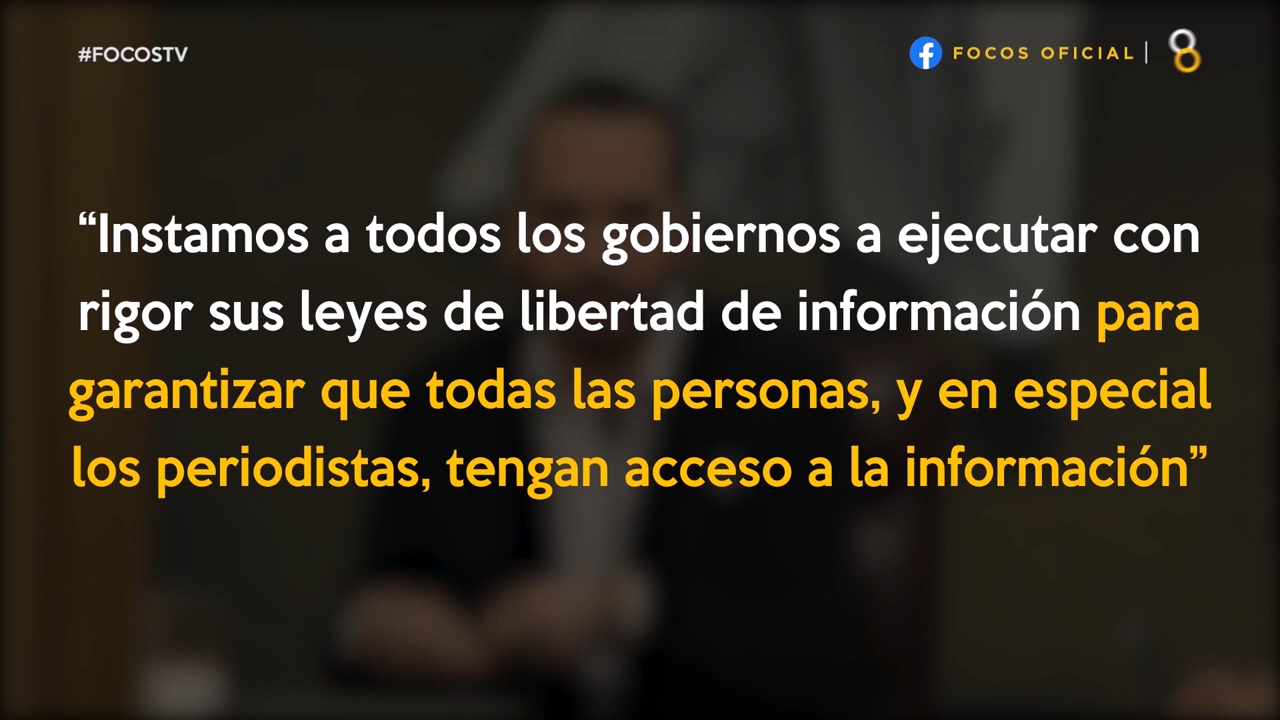 #FOCOSTV
FOCOS OFICIAL
“Instamos a todos los gobiernos a ejecutar con
rigor sus leyes de libertad de información para
garantizar que todas las personas, y en especial
los periodistas, tengan acceso a la información”